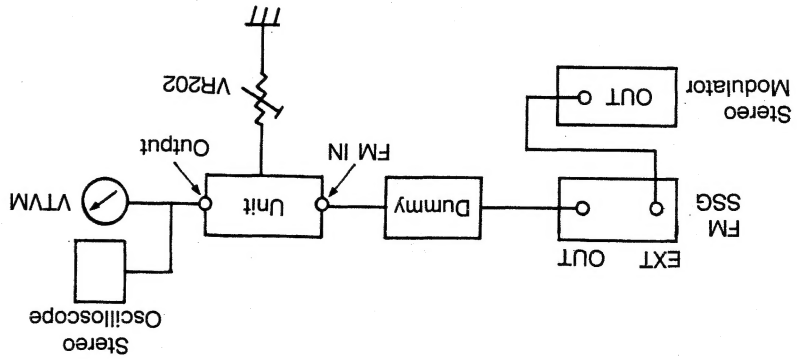 Stereo
Oscilloscope
EXT OUT
FM
SSG
Dummy
Unit
VTVM
FM IN
Output
VR202
Stereo
Modulator
OUT